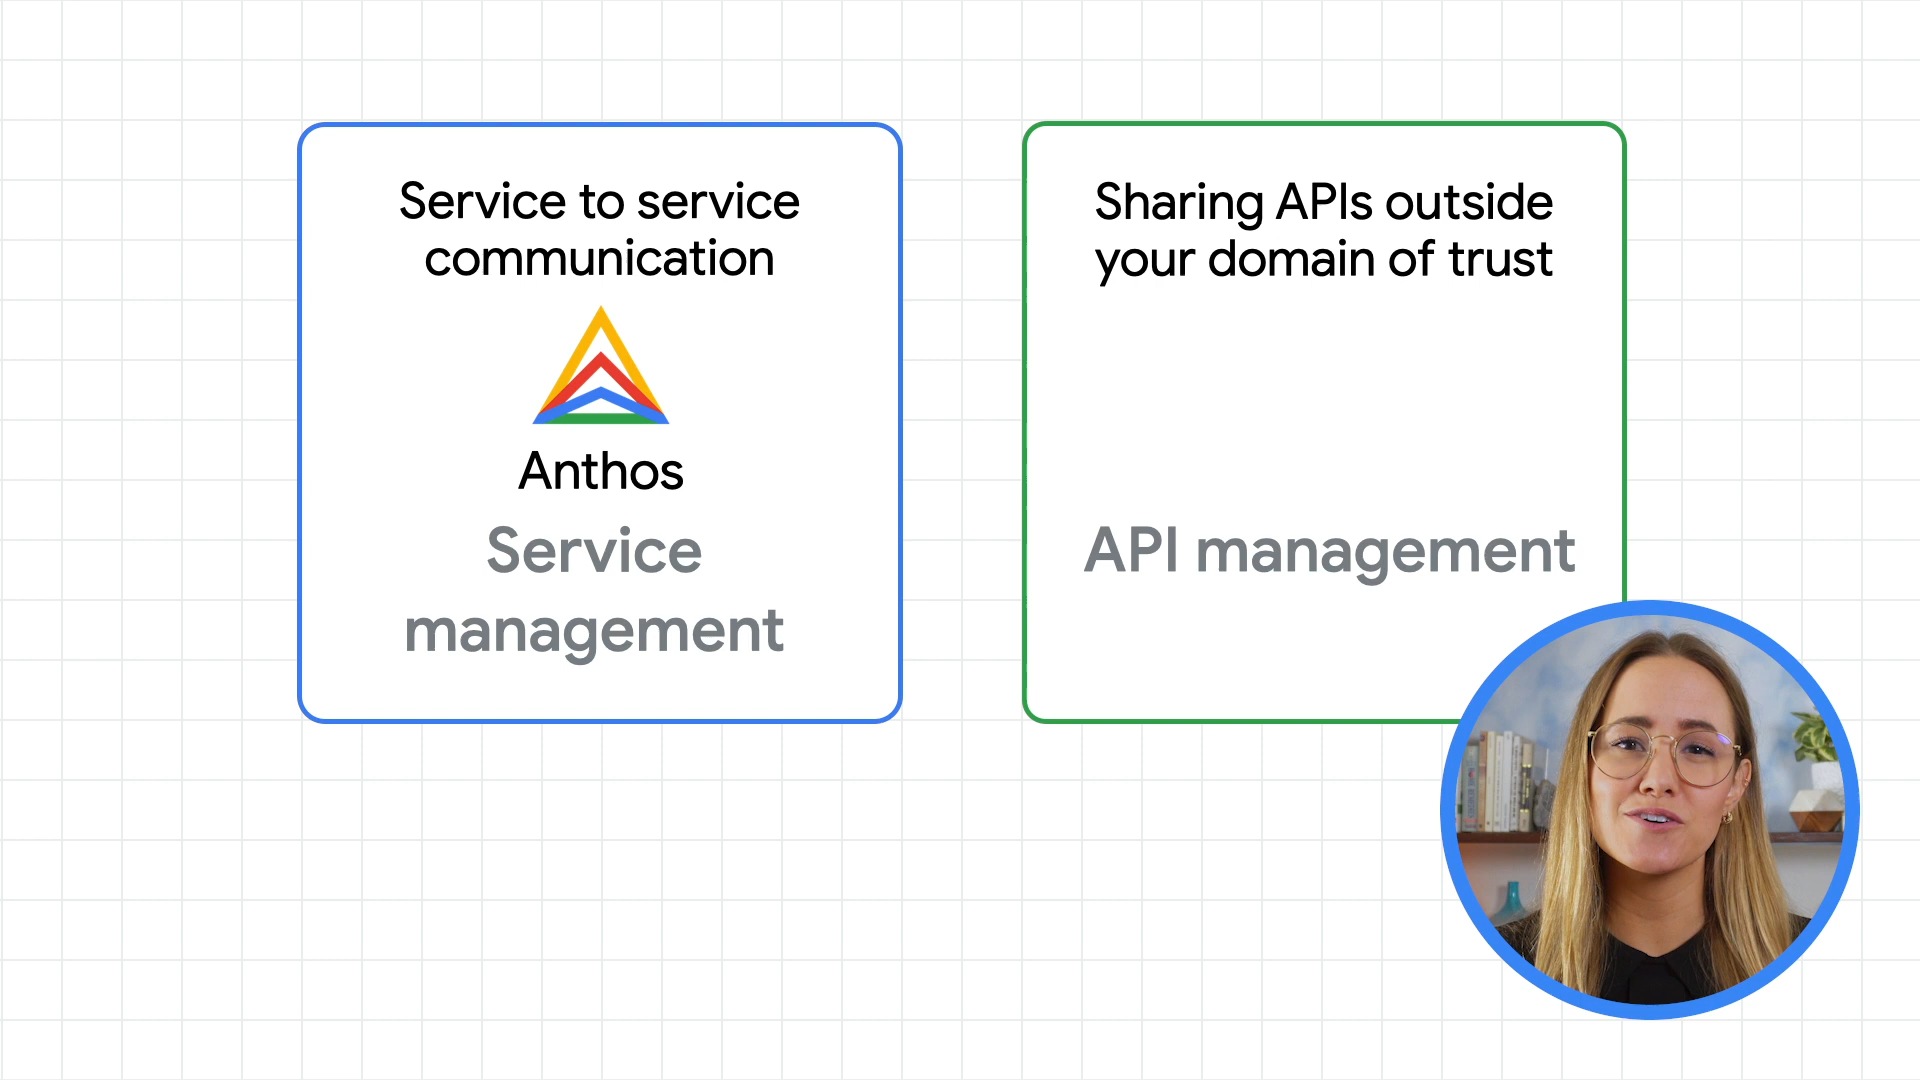 Service to service
communication
Anthos
Service
management
Sharing APIs outside
your domain of trust
API management